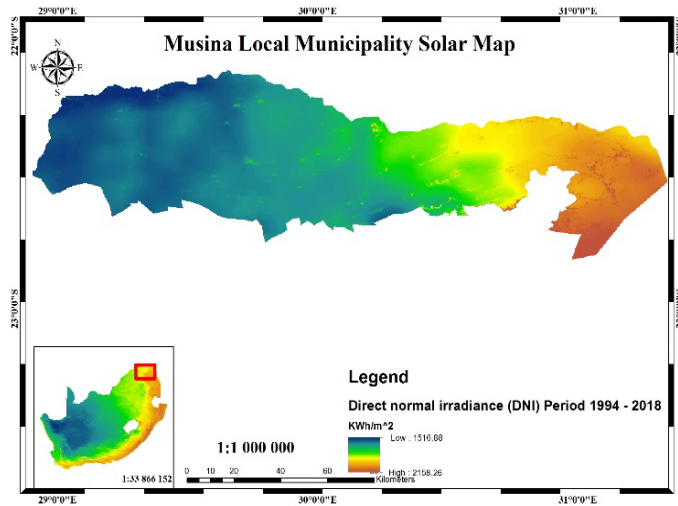 29°0'0"E 30°0'0"E 31°0'0"E
22°0'0"S
Musina Local Municipality Solar Map
N
W E
S
23°0'0"S
Legend
Direct normal irradiance (DNI) Period 1994 - 2018
KWh/m^2
Low : 1516.88
High : 2158.26
1:1 000 000
0 10 20 40 60
Kilometers
1:33 866 152
29°0'0"E 30°0'0"E 31°0'0"E